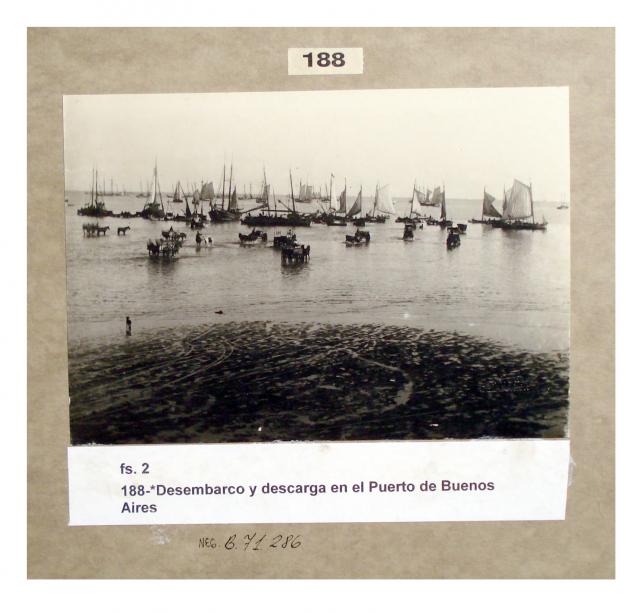 188
fs. 2
188-*Desembarco y descarga en el Puerto de Buenos
Aires
NEG. B. 71 286